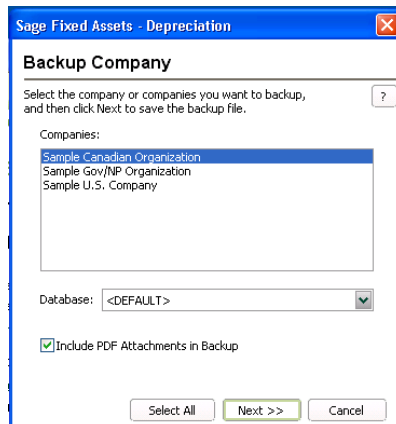 Sage Fixed Assets - Depreciation
Backup Company
Select the company or companies you want to backup,
and then click Next to save the backup file.
?
Companies:
Sample Canadian Organization
Sample Gov/NP Organization
Sample U.S. Company
Database: <DEFAULT>
Include PDF Attachments in Backup
Select All Next >> Cancel